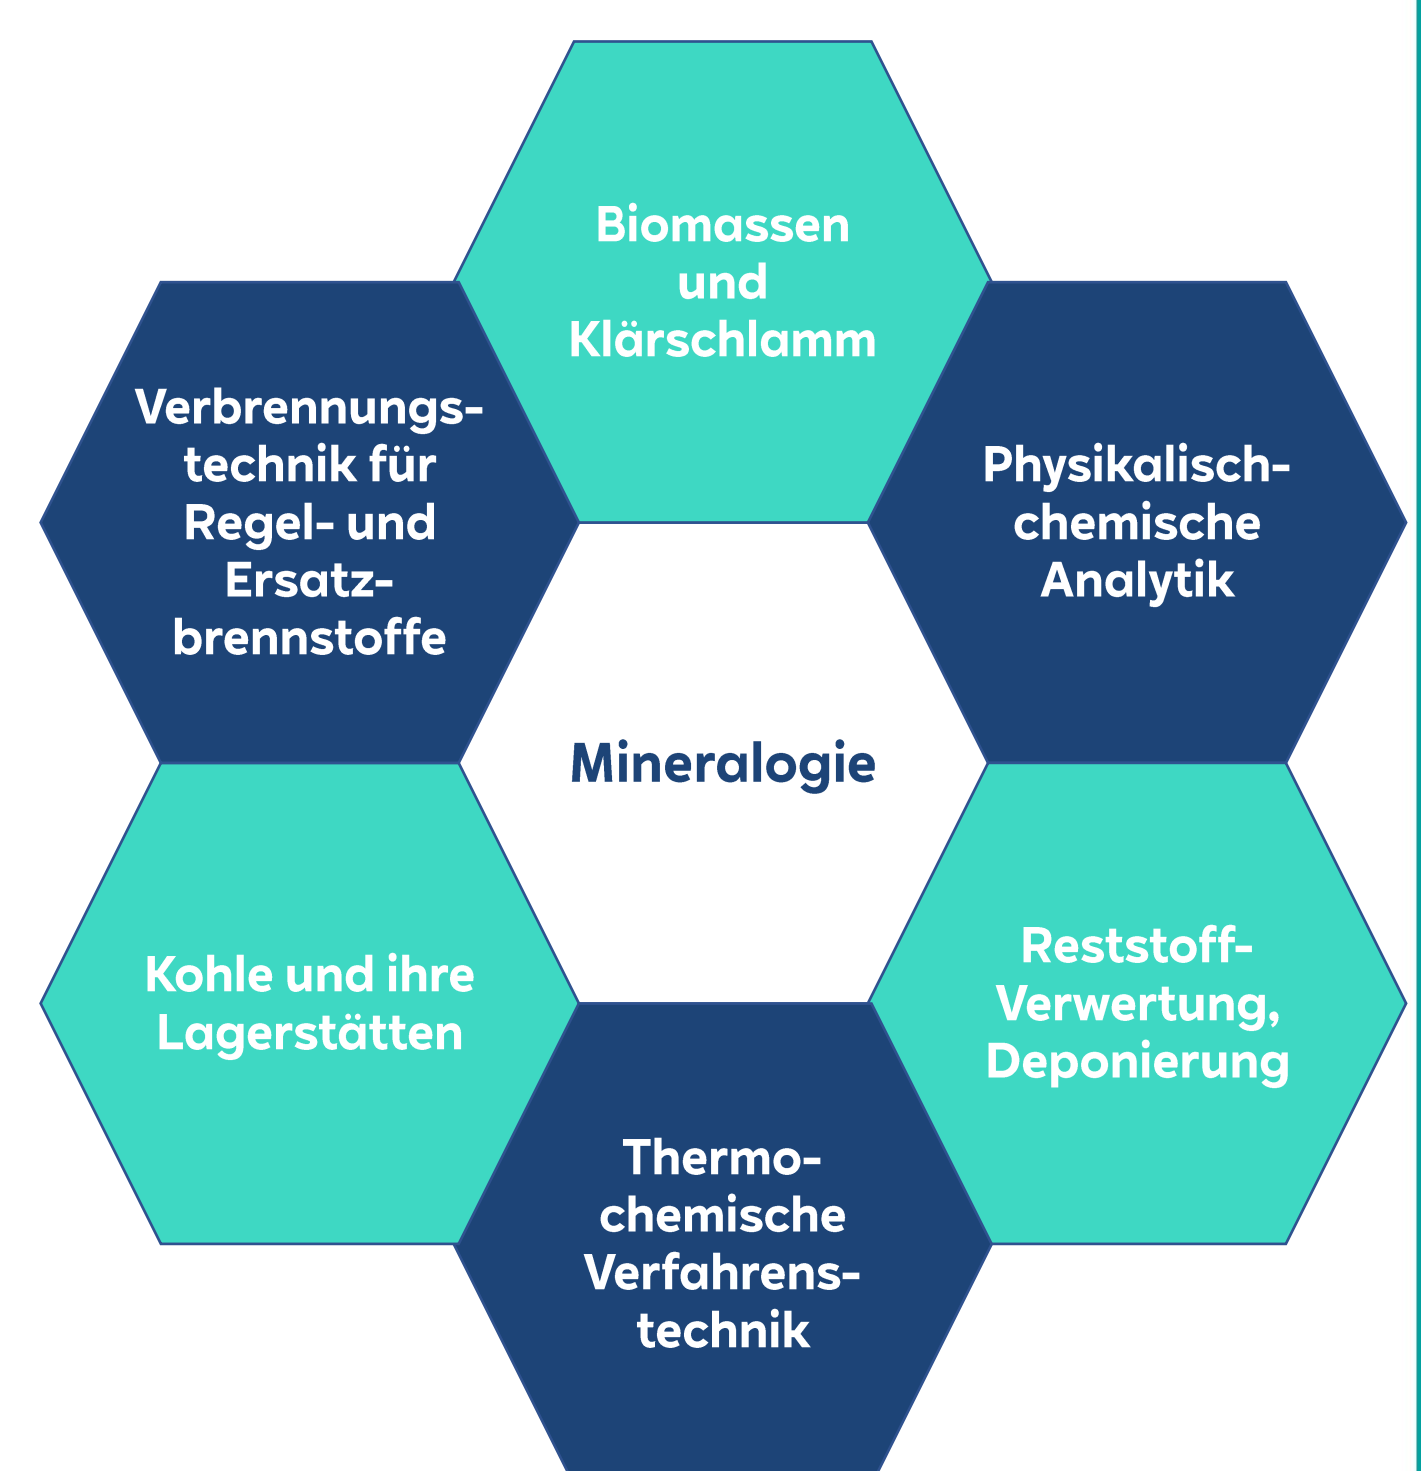 Biomassen
und
Klärschlamm
Verbrennungs-
technik für
Regel- und
Ersatz-
brennstoffe
Physikalisch-
chemische
Analytik
Mineralogie
Kohle und ihre
Lagerstätten
Reststoff-
Verwertung,
Deponierung
Thermo-
chemische
Verfahrens-
technik